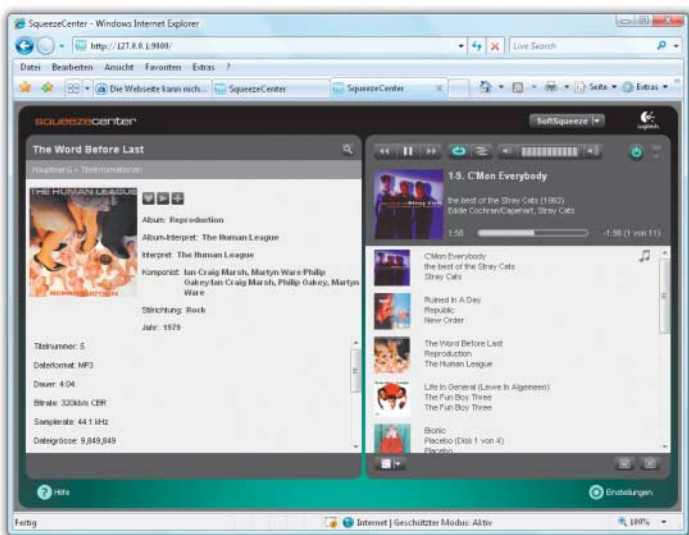 SqueezeCenter - Windows Internet Explorer
http://127.0.0.1:9000/
Live Search
Datei Bearbeiten Ansicht Favoriten Extras ?
Die Webseite kann nich... SqueezeCenter SqueezeCenter Seite Extras
squeezecenter
SoftSqueeze
Logitech
The Word Before Last
Hauptmenü > Titelinformationen
THE HUMAN LEAGUE
REPRODUCTION
Album: Reproduction
Album-Interpret: The Human League
Interpret: The Human League
Komponist: Ian Craig Marsh, Martyn Ware/Philip
Oakey/Ian Craig Marsh, Philip Oakey, Martyn
Ware
Stilrichtung: Rock
Jahr: 1979
Titelnummer: 5
Dateiformat: MP3
Dauer: 4:04
Bitrate: 320kb/s CBR
Samplerate: 44.1 kHz
Dateigrösse: 9,849,849
1-9. C'Mon Everybody
the best of the Stray Cats (1983)
Eddie Cochran/Capehart, Stray Cats
1:56 -1:56 (1 von 11)
C'Mon Everybody
the best of the Stray Cats
Stray Cats
Ruined In A Day
Republic
New Order
The Word Before Last
Reproduction
The Human League
Life In General (Lewe In Algemeen)
The Fun Boy Three
The Fun Boy Three
Bionic
Placebo (Disk 1 von 4)
Placebo
Hilfe
Einstellungen
Fertig
Internet | Geschützter Modus: Aktiv
100%